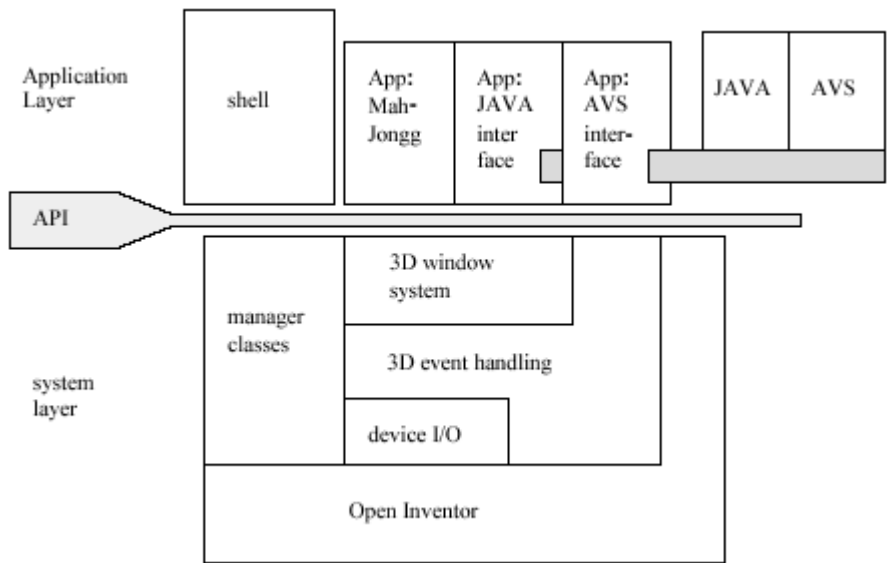 Application
Layer
shell
App:
Mah-
Jongg
App:
JAVA
inter
face
App:
AVS
inter-
face
JAVA
AVS
API
3D window
system
manager
classes
3D event handling
system
layer
device I/O
Open Inventor